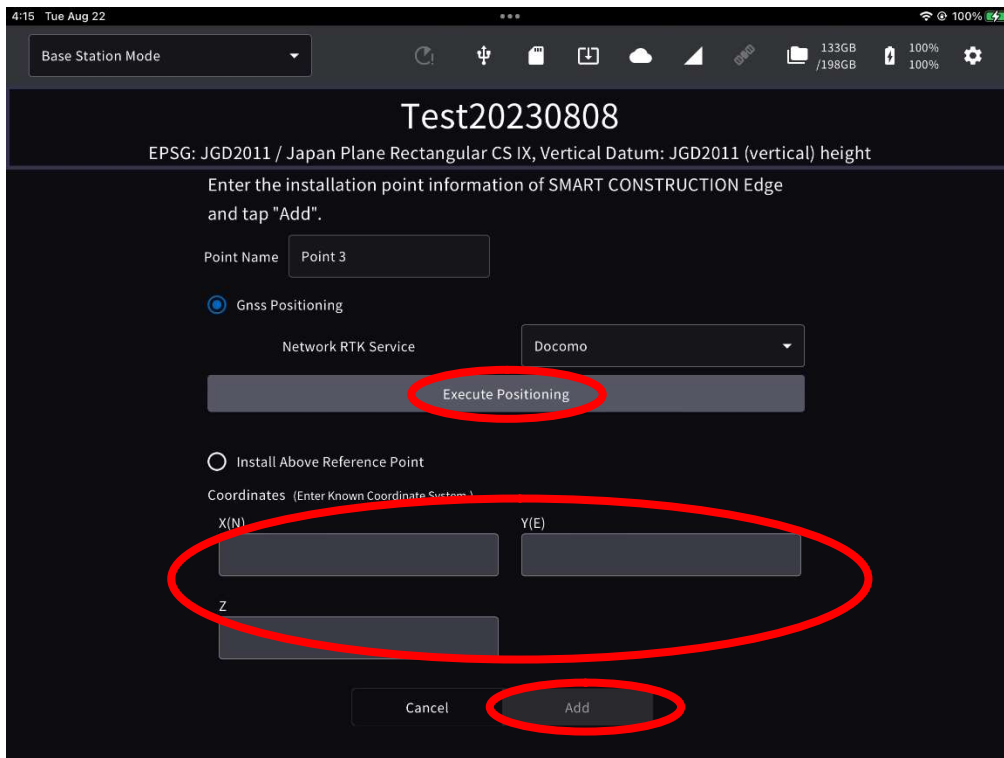 4:15 Tue Aug 22
100%
Base Station Mode
133GB
/198GB
100%
100%
Test20230808
EPSG: JGD2011 / Japan Plane Rectangular CS IX, Vertical Datum: JGD2011 (vertical) height
Enter the installation point information of SMART CONSTRUCTION Edge
and tap "Add".
Point Name Point 3
Gnss Positioning
Network RTK Service Docomo
Execute Positioning
Install Above Reference Point
Coordinates (Enter Known Coordinate System.)
X(N) Y(E)
Z
Cancel Add